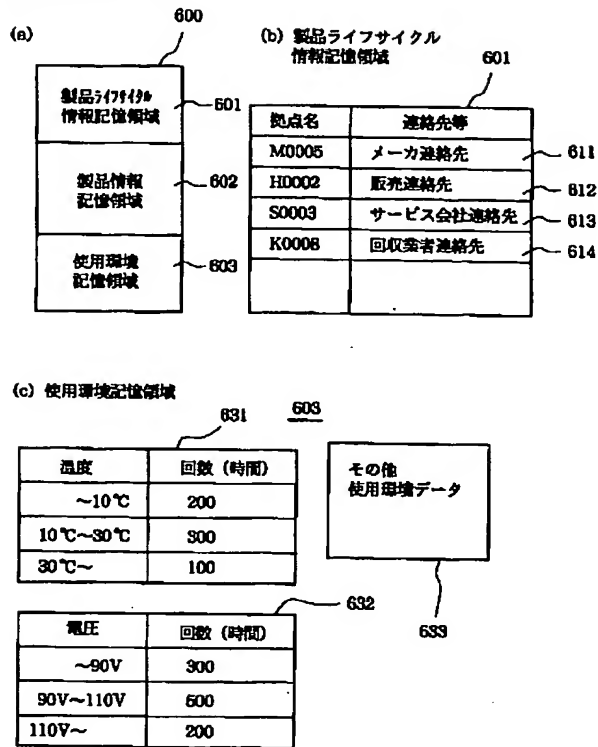 (a)
600
製品ライフサイクル
情報記憶領域
601
製品情報
記憶領域
602
使用環境
記憶領域
603
(b) 製品ライフサイクル
情報記憶領域
601
拠点名 連絡先等
M0005 メーカ連絡先 611
H0002 販売連絡先 612
S0003 サービス会社連絡先 613
K0008 回収業者連絡先 614
(c) 使用環境記憶領域
603
631
温度 回数 (時間)
～10℃ 200
10℃～30℃ 300
30℃～ 100
その他
使用環境データ
633
632
電圧 回数 (時間)
～90V 300
90V～110V 500
110V～ 200